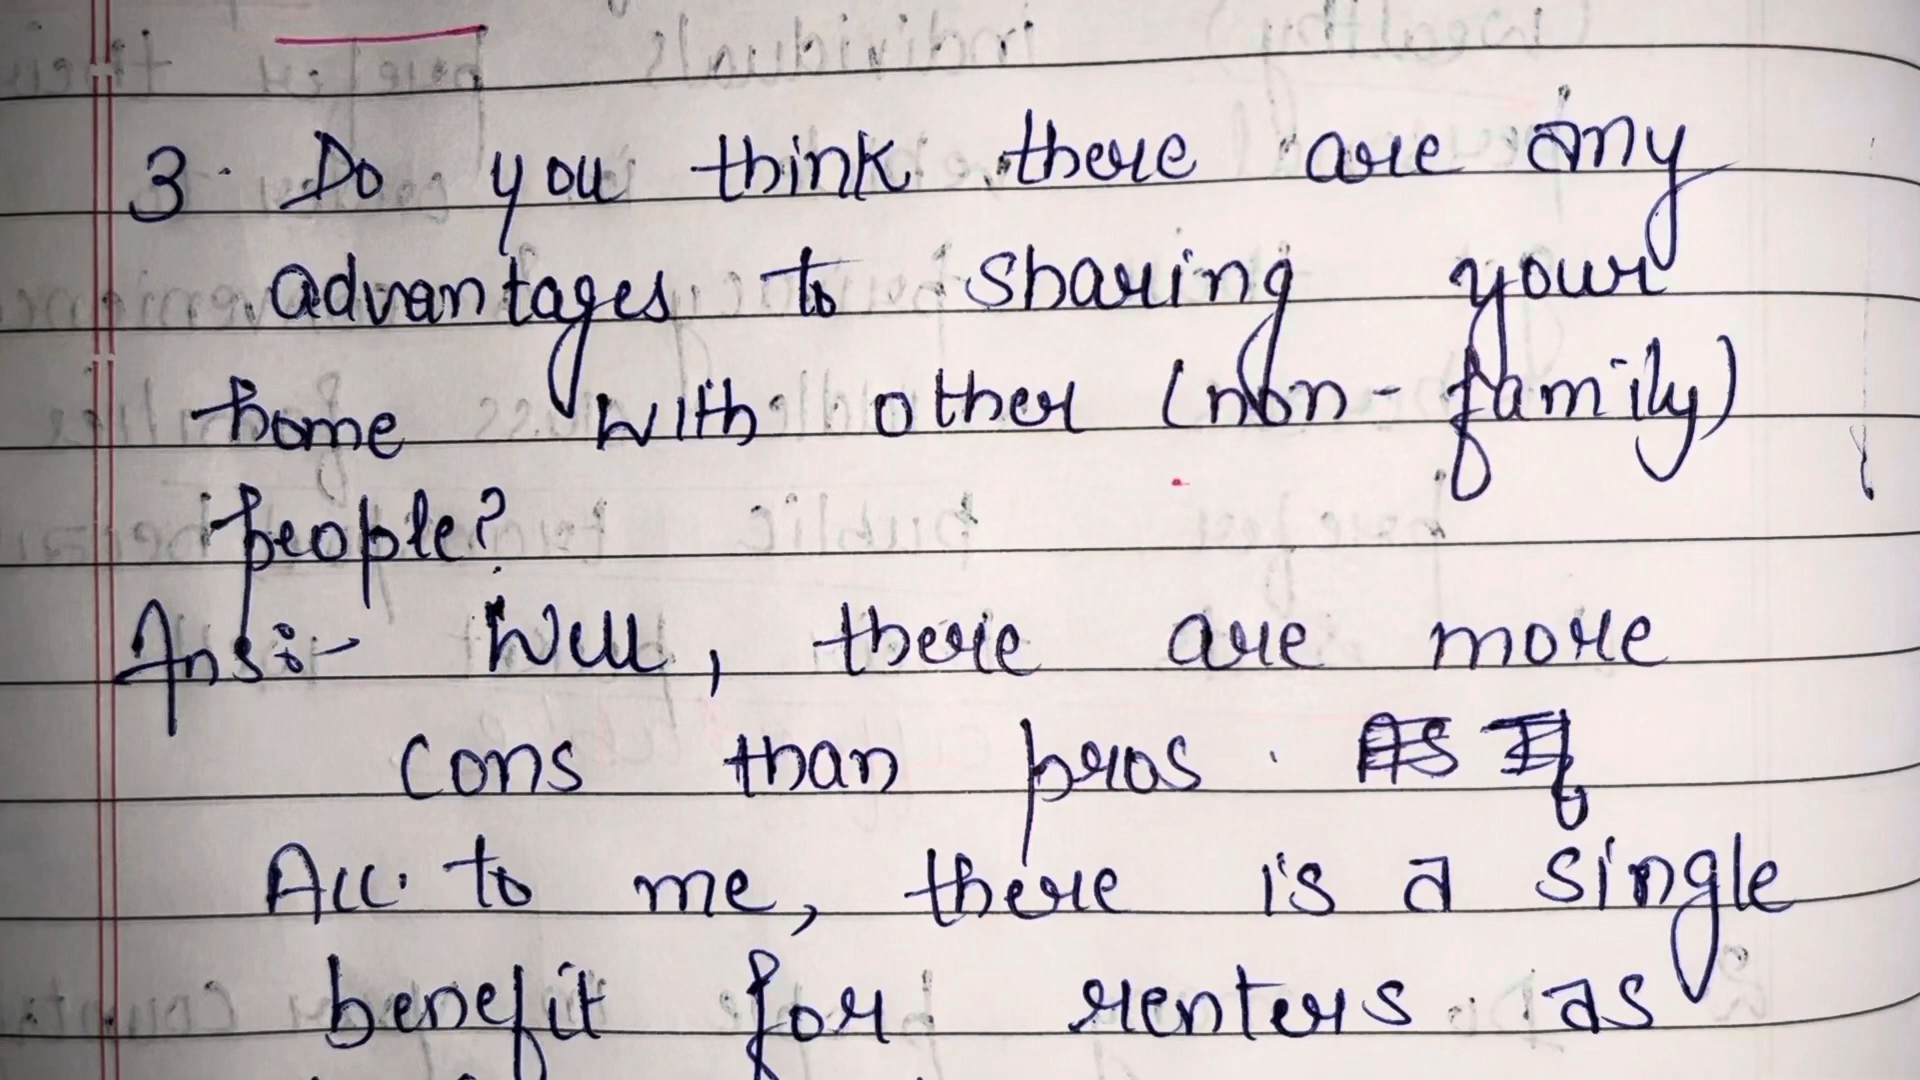 3. Do you think there are any
advantages to sharing your
home with other (non-family)
people?
Ans:- Well, there are more
cons than pros.
Acc. to me, there is a single
benefit for renters as